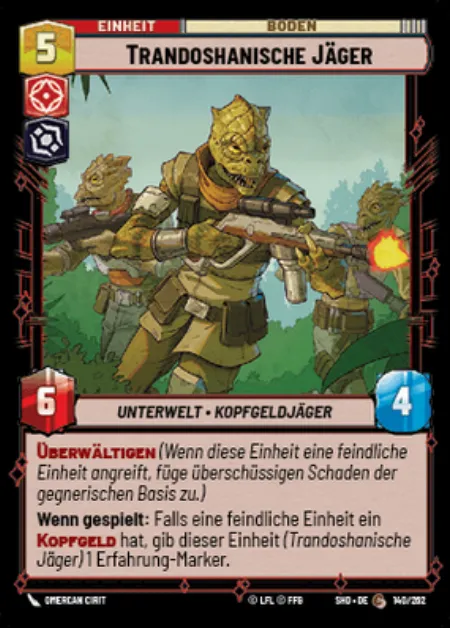 EINHEIT
BODEN
5
TRANDOSHANISCHE JÄGER
6
UNTERWELT • KOPFGELDJÄGER
4
ÜBERWÄLTIGEN (Wenn diese Einheit eine feindliche
Einheit angreift, füge überschüssigen Schaden der
gegnerischen Basis zu.)
Wenn gespielt: Falls eine feindliche Einheit ein
KOPFGELD hat, gib dieser Einheit (Trandoshanische
Jäger) 1 Erfahrung-Marker.
OMERCAN CIRIT
© LFL © FFG
SHD • DE
C
140/262